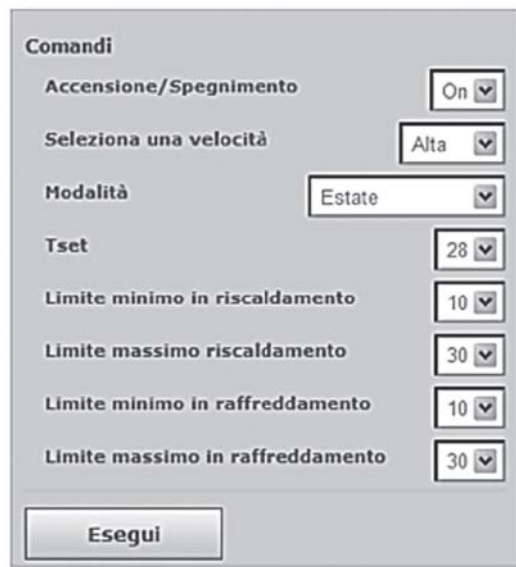 Comandi
Accensione/Spegnimento On
Seleziona una velocità Alta
Modalità Estate
Tset 28
Limite minimo in riscaldamento 10
Limite massimo riscaldamento 30
Limite minimo in raffreddamento 10
Limite massimo in raffreddamento 30
Esegui